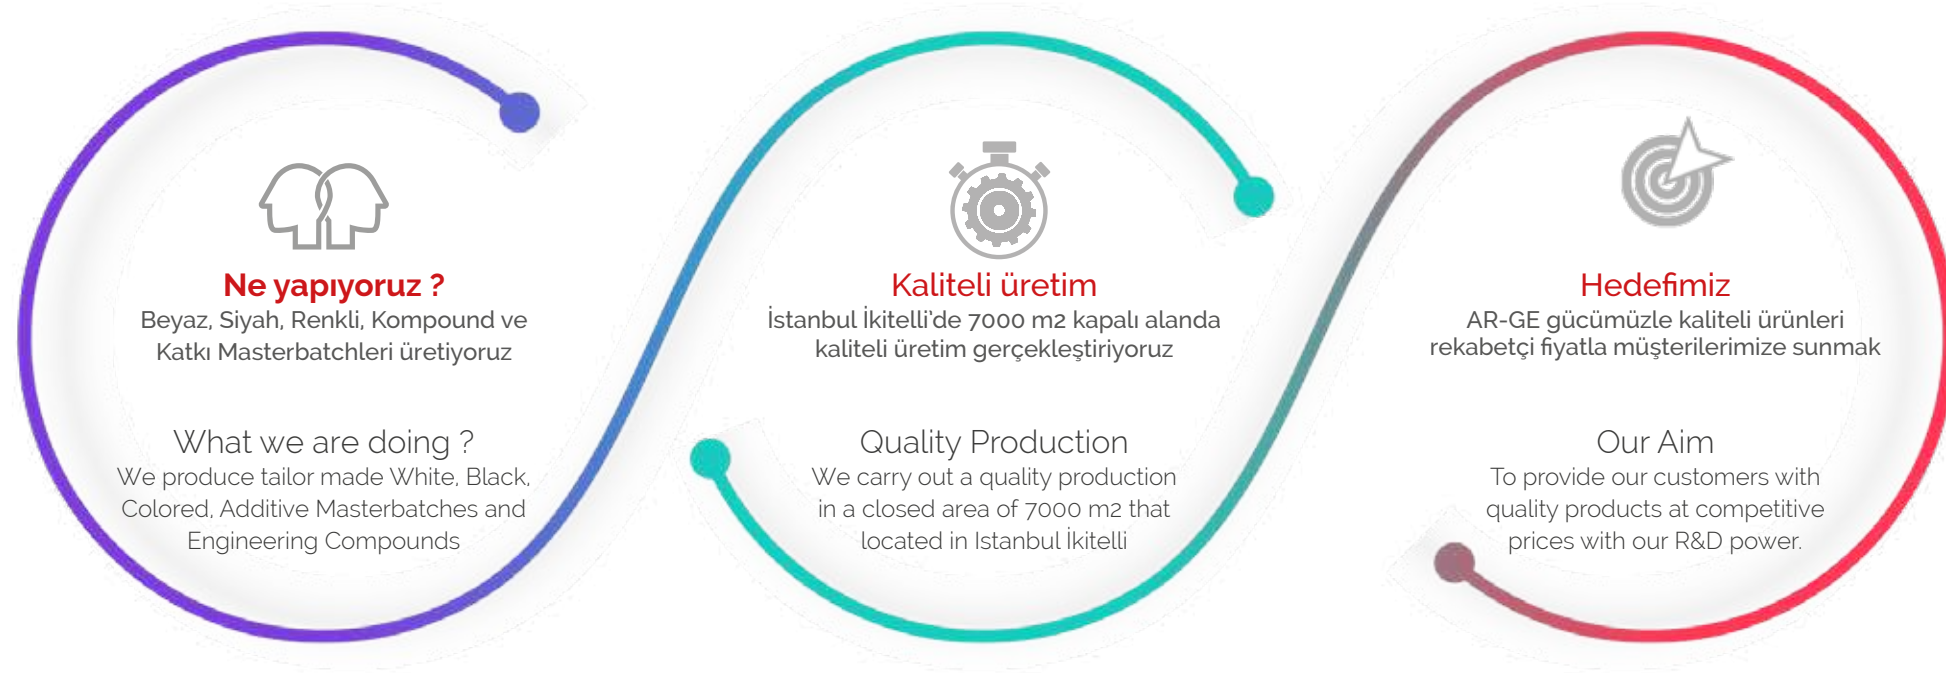 Ne yapıyoruz ?
Beyaz, Siyah, Renkli, Kompound ve
Katkı Masterbatchleri üretiyoruz
What we are doing ?
We produce tailor made White, Black,
Colored, Additive Masterbatches and
Engineering Compounds
Kaliteli üretim
İstanbul İkitelli'de 7000 m2 kapalı alanda
kaliteli üretim gerçekleştiriyoruz
Quality Production
We carry out a quality production
in a closed area of 7000 m2 that
located in Istanbul İkitelli
Hedefimiz
AR-GE gücümüzle kaliteli ürünleri
rekabetçi fiyatla müşterilerimize sunmak
Our Aim
To provide our customers with
quality products at competitive
prices with our R&D power.